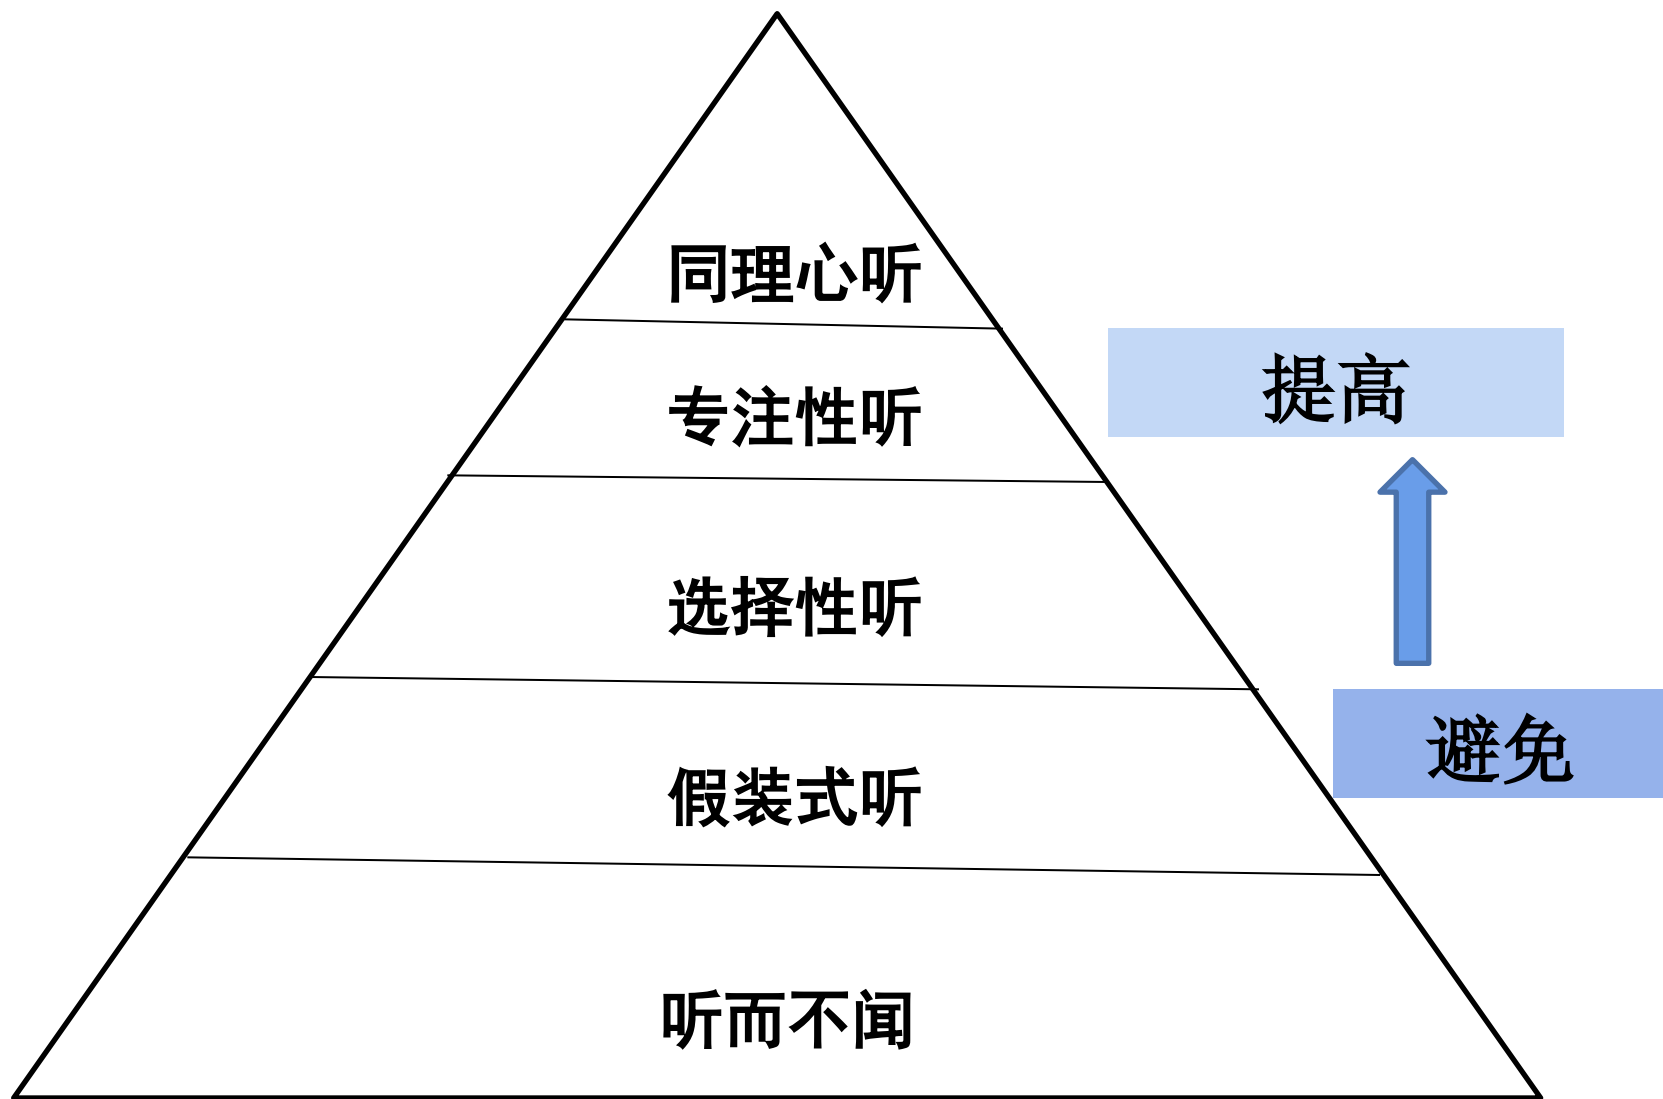 同理心听
专注性听
提高
选择性听
避免
假装式听
听而不闻